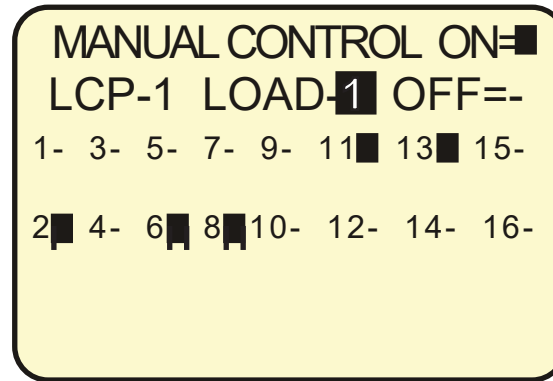 MANUAL CONTROL ON=■
LCP-1 LOAD-1 OFF=-
1- 3- 5- 7- 9- 11■ 13■ 15-
2■ 4- 6■ 8■ 10- 12- 14- 16-